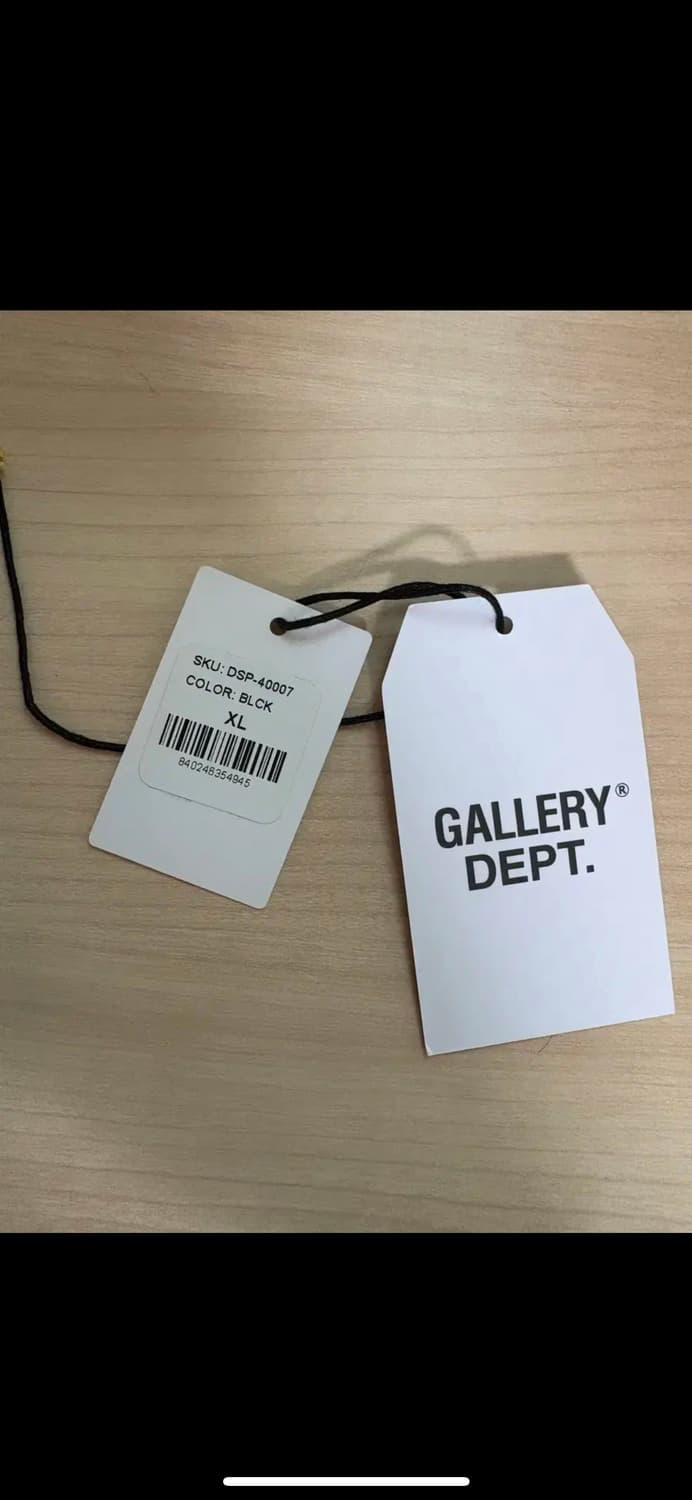 SKU: DSP-40007
COLOR: BLCK
XL
840248354945
GALLERY®
DEPT.